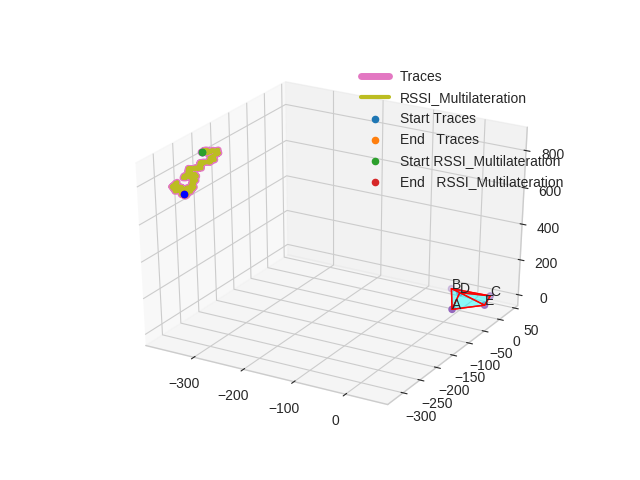 Traces
RSSI_Multilateration
Start Traces
End   Traces
Start RSSI_Multilateration
End   RSSI_Multilateration
800
600
400
200
0
B
D
C
A
E
50
0
−50
−100
−150
−200
−250
−300
−300
−200
−100
0